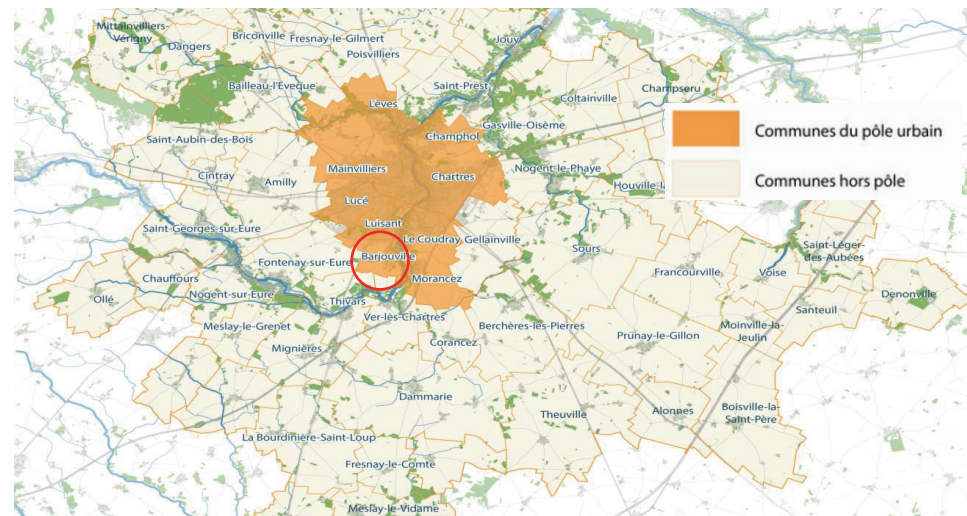 Mittainvilliers-
Vérigny
Dangers
Briconville
Fresnay-le-Gilmert
Poisvilliers
Jouy
Bailleau-l'Eveque
Saint-Prest
Champseru
Coltainville
Lèves
Gasville-Oisème
Champhol
Communes du pôle urbain
Saint-Aubin-des-Bois
Mainvilliers
Chartres
Nogent-le-Phaye
Cintray
Amilly
Houville-la
Communes hors pôle
Lucé
Luisant
Saint-Georges-sur-Eure
Le Coudray
Gellainville
Sours
Saint-Léger-
des-Aubées
Fontenay-sur-Eure
Barjouville
Chauffours
Morancez
Francourville
Voise
Ollé
Nogent-sur-Eure
Thivars
Denonville
Ver-lès-Chartres
Santeuil
Meslay-le-Grenet
Berchères-les-Pierres
Prunay-le-Gillon
Moinville-la-
Jeulin
Mignières
Corancez
Dammarie
Theuville
Alonnes
Boisville-la-
Saint-Père
La Bourdinière-Saint-Loup
Fresnay-le-Comte
Meslay-le-Vidame